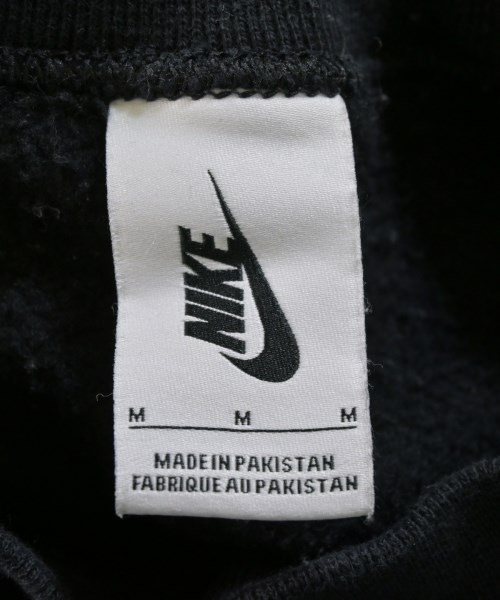 NIKE
M M M
MADE IN PAKISTAN
FABRIQUE AU PAKISTAN